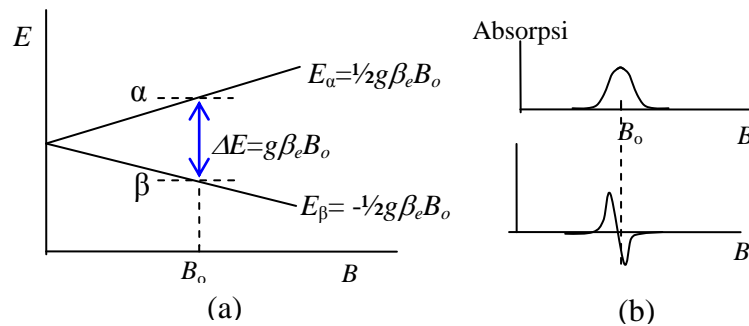 E
α
E_α=½gβ_eB_o
ΔE=gβ_eB_o
β
E_β= -½gβ_eB_o
B_o
B
(a)
Absorpsi
B_o
B
B
(b)